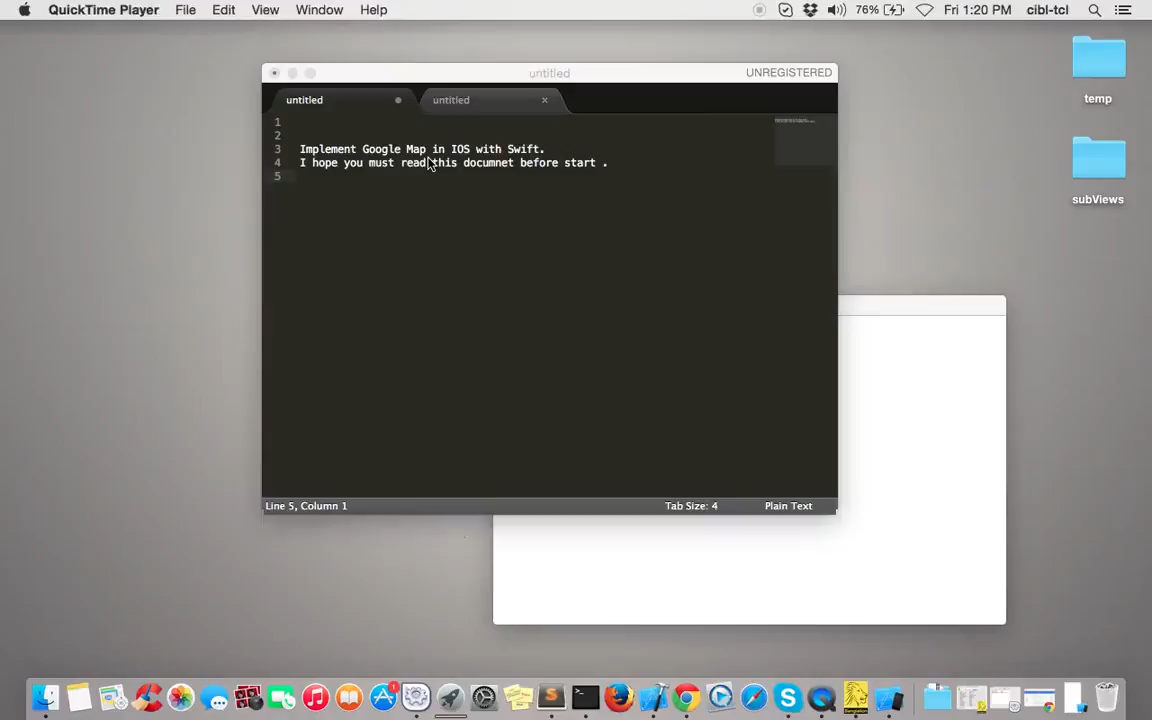 QuickTime Player File Edit View Window Help 76% Fri 1:20 PM cibl-tcl
untitled UNREGISTERED
untitled untitled
1
2
3 Implement Google Map in IOS with Swift.
4 I hope you must read this documnet before start .
5
Line 5, Column 1 Tab Size: 4 Plain Text
temp
subViews